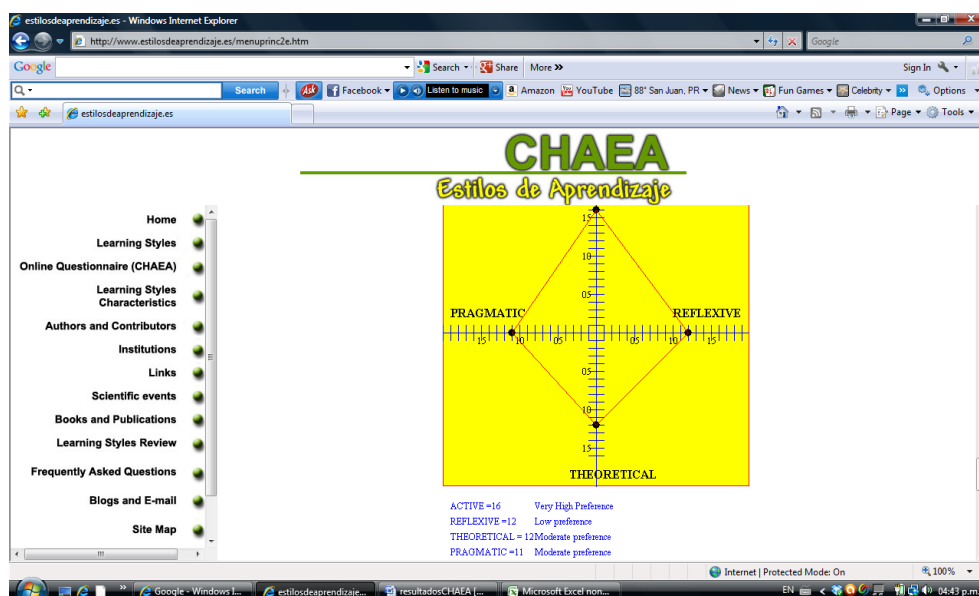 estilosdeaprendizaje.es - Windows Internet Explorer
http://www.estilosdeaprendizaje.es/menuprinc2e.htm
Google
Google
Search
Share
More
Sign In
Search
Ask
Facebook
Listen to music
Amazon
YouTube
88° San Juan, PR
News
Fun Games
Celebrity
Options
estilosdeaprendizaje.es
Page
Tools
CHAEA
Estilos de Aprendizaje
Home
Learning Styles
Online Questionnaire (CHAEA)
Learning Styles
Characteristics
Authors and Contributors
Institutions
Links
Scientific events
Books and Publications
Learning Styles Review
Frequently Asked Questions
Blogs and E-mail
Site Map
15
10
05
PRAGMATIC
REFLEXIVE
15 10 05 05 10 15
05
10
15
THEORETICAL
ACTIVE =16 Very High Preference
REFLEXIVE =12 Low preference
THEORETICAL = 12Moderate preference
PRAGMATIC =11 Moderate preference
Internet | Protected Mode: On
100%
Google - Windows I...
estilosdeaprendizaje...
resultadosCHAEA [...
Microsoft Excel non...
EN
04:43 p.m.